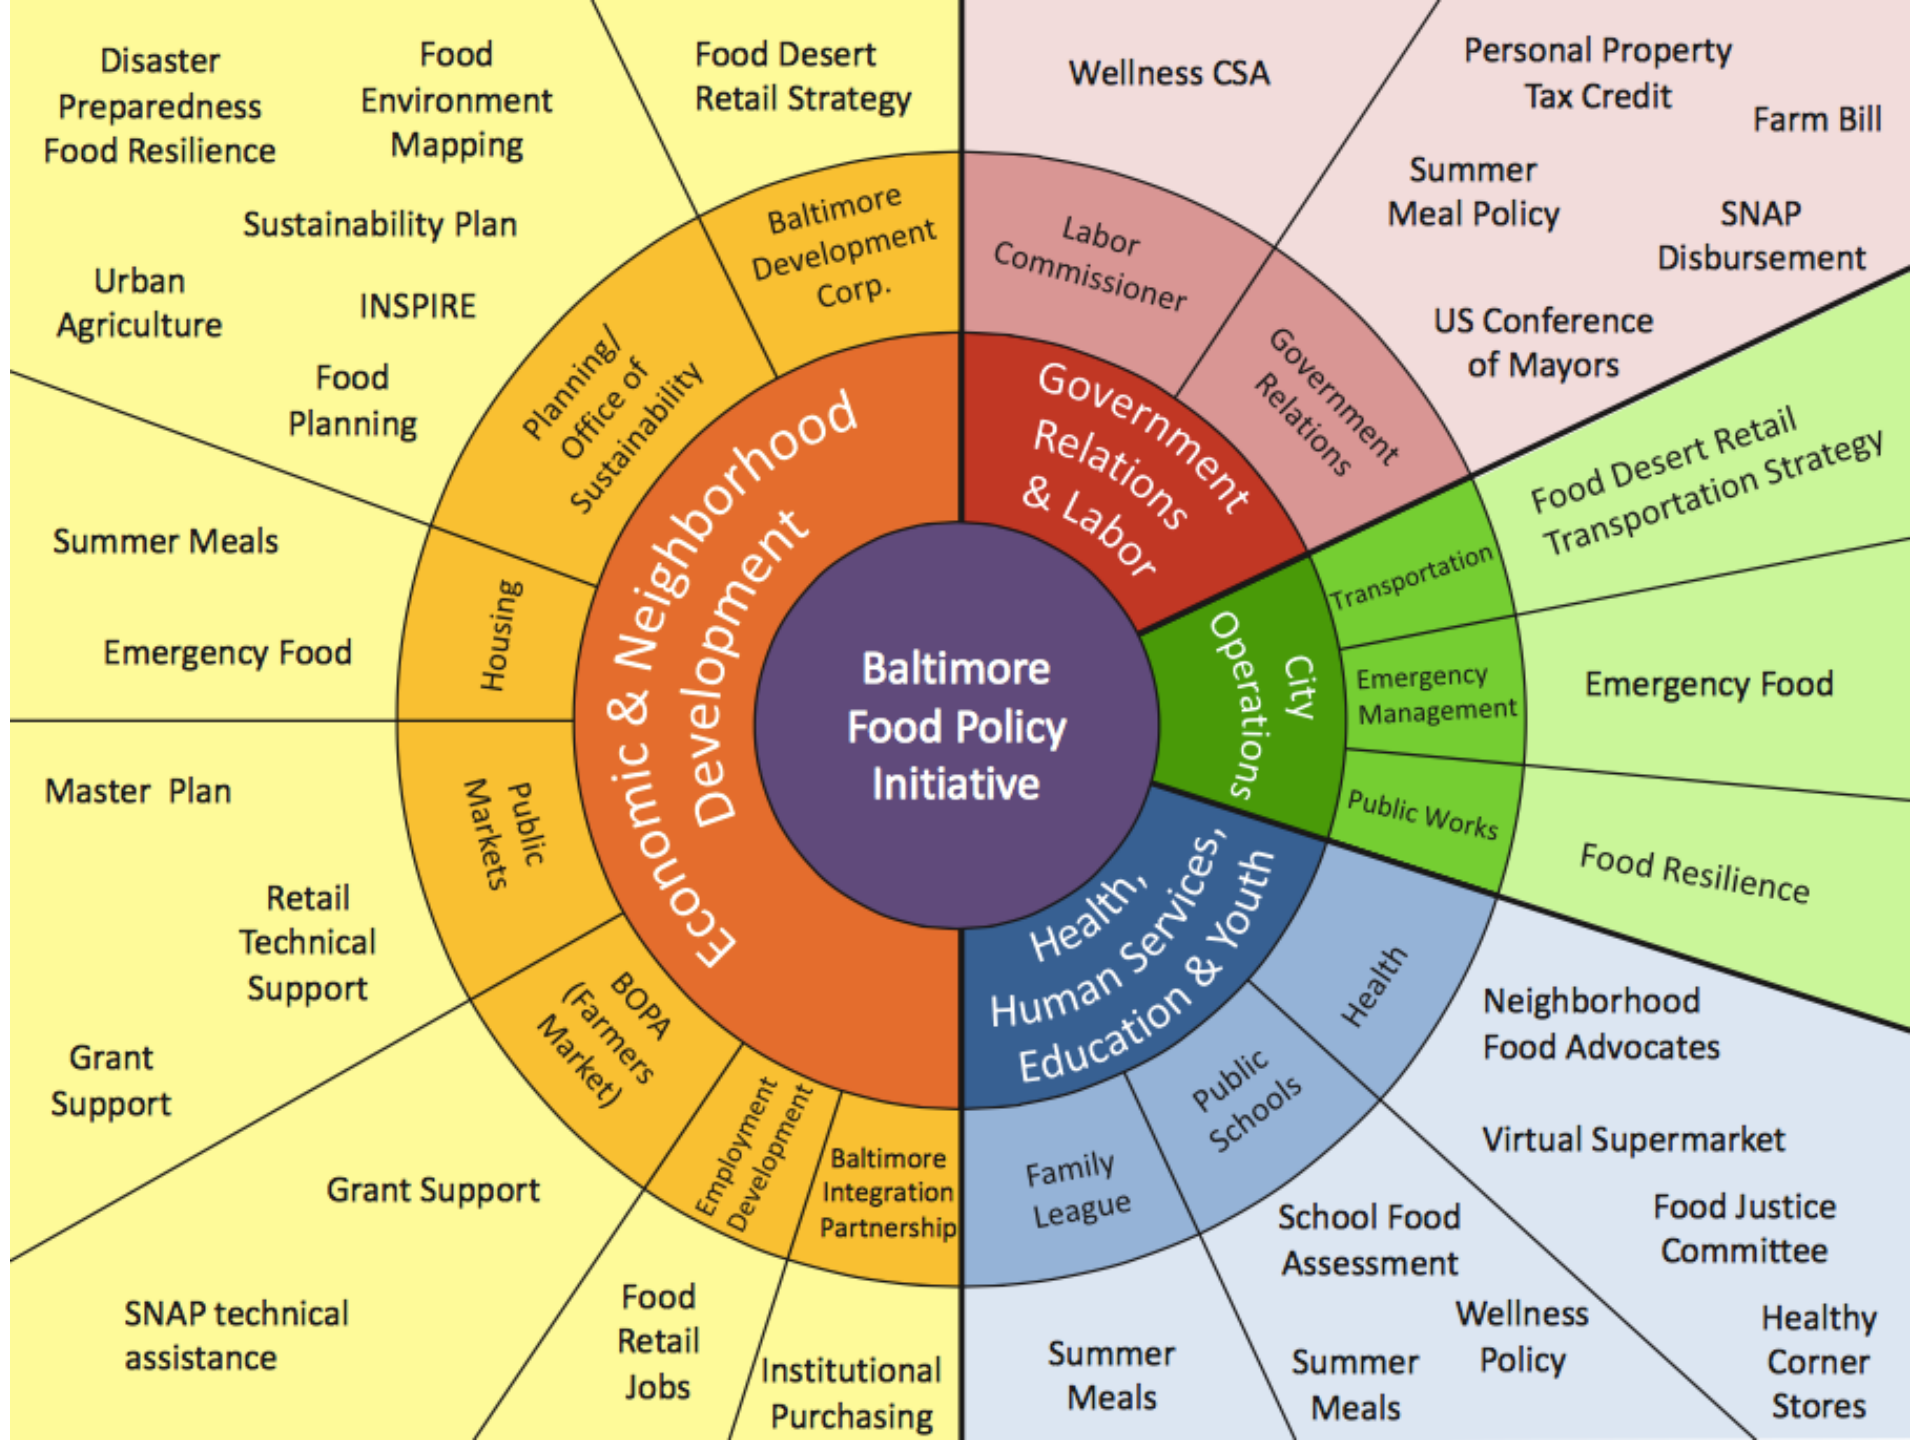 Disaster
Preparedness
Food Resilience
Food
Environment
Mapping
Sustainability Plan
Urban
Agriculture
INSPIRE
Food
Planning
Food Desert
Retail Strategy
Wellness CSA
Personal Property
Tax Credit
Farm Bill
Summer
Meal Policy
SNAP
Disbursement
US Conference
of Mayors
Baltimore
Development
Corp.
Labor
Commissioner
Government
Relations
Planning/
Office of
Sustainability
Economic & Neighborhood
Development
Government
Relations
& Labor
Food Desert Retail
Transportation Strategy
Transportation
Summer Meals
Emergency Food
Housing
Baltimore
Food Policy
Initiative
City
Operations
Emergency
Management
Emergency Food
Public Works
Food Resilience
Master Plan
Retail
Technical
Support
Grant
Support
Public
Markets
Health,
Human Services,
Education & Youth
Health
Neighborhood
Food Advocates
Virtual Supermarket
Food Justice
Committee
Healthy
Corner
Stores
BOPA
(Farmers
Market)
Grant Support
SNAP technical
assistance
Employment
Development
Food
Retail
Jobs
Baltimore
Integration
Partnership
Institutional
Purchasing
Family
League
Summer
Meals
Public
Schools
School Food
Assessment
Wellness
Policy
Summer
Meals